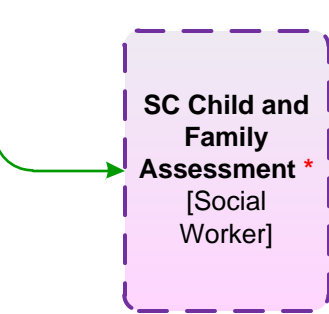 SC Child and
Family
Assessment *
[Social
Worker]